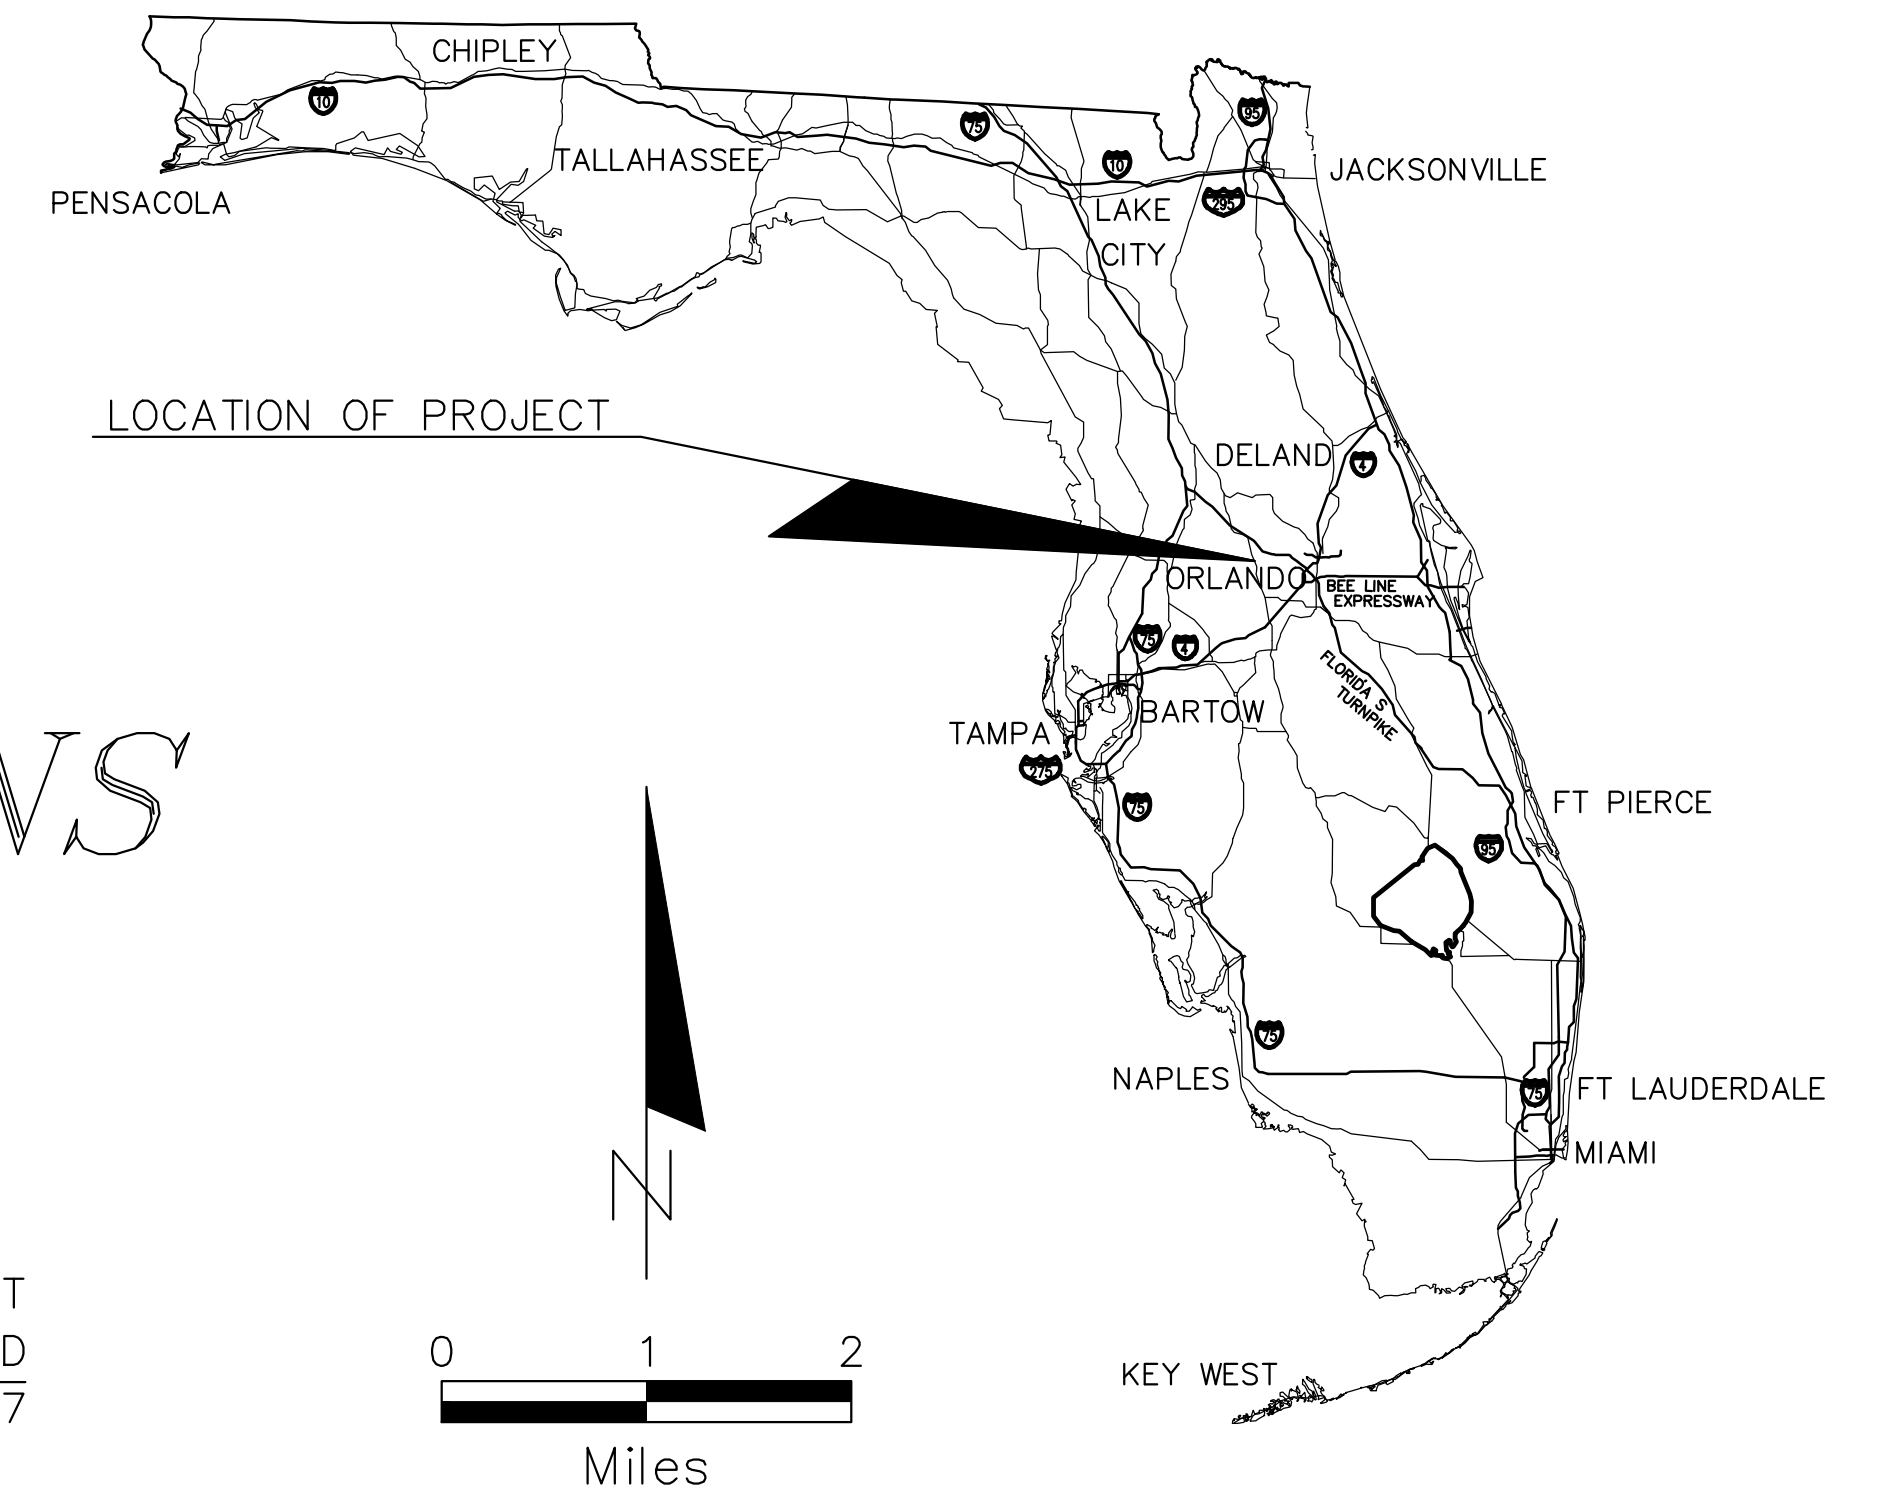 CHIPLEY
10
75
95
TALLAHASSEE
10
JACKSONVILLE
PENSACOLA
LAKE
CITY
295
LOCATION OF PROJECT
DELAND
4
ORLANDO
BEE LINE
EXPRESSWAY
75
4
FLORIDA'S
TURNPIKE
BARTOW
TAMPA
275
75
FT PIERCE
95
NS
75
NAPLES
75
FT LAUDERDALE
MIAMI
N
T
D
7
0 1 2
Miles
KEY WEST